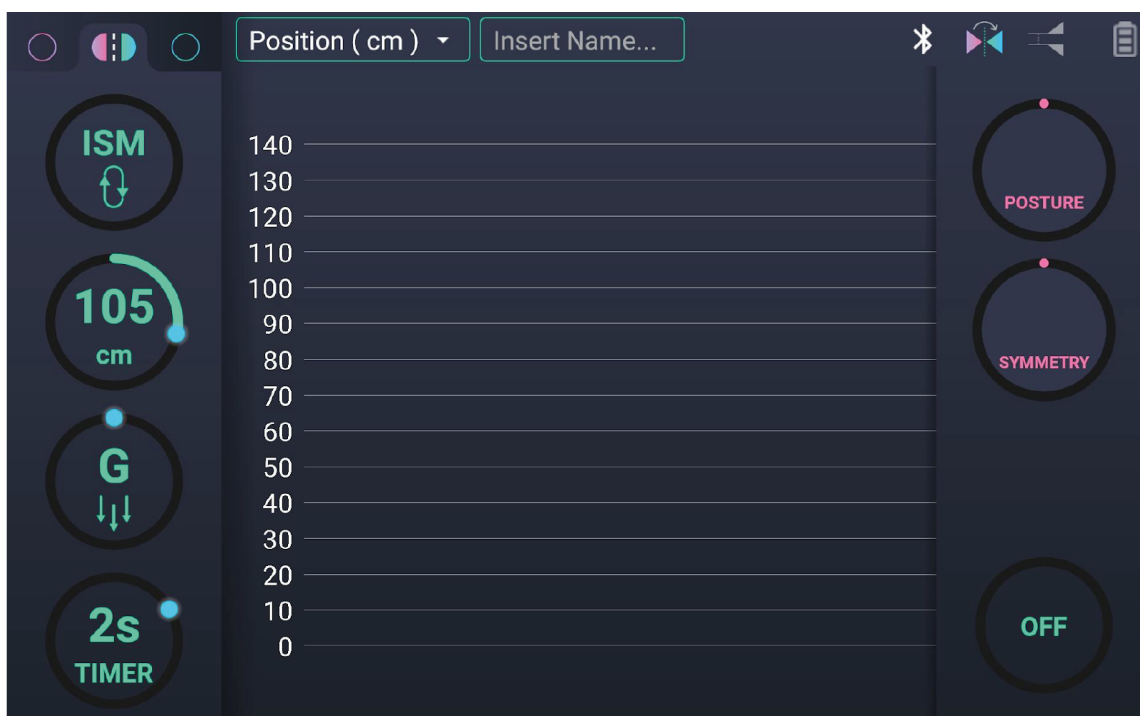 Position ( cm )
Insert Name...
ISM
105
cm
G
2s
TIMER
140
130
120
110
100
90
80
70
60
50
40
30
20
10
0
POSTURE
SYMMETRY
OFF